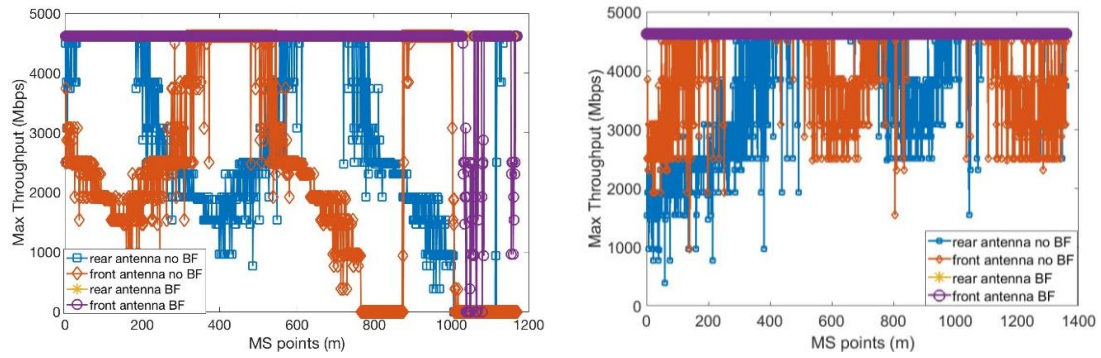 5000
4000
3000
2000
1000
0
Max Throughput (Mbps)
0 200 400 600 800 1000 1200
MS points (m)
rear antenna no BF
front antenna no BF
rear antenna BF
front antenna BF
5000
4000
3000
2000
1000
0
Max Throughput (Mbps)
0 200 400 600 800 1000 1200 1400
MS points (m)
rear antenna no BF
front antenna no BF
rear antenna BF
front antenna BF